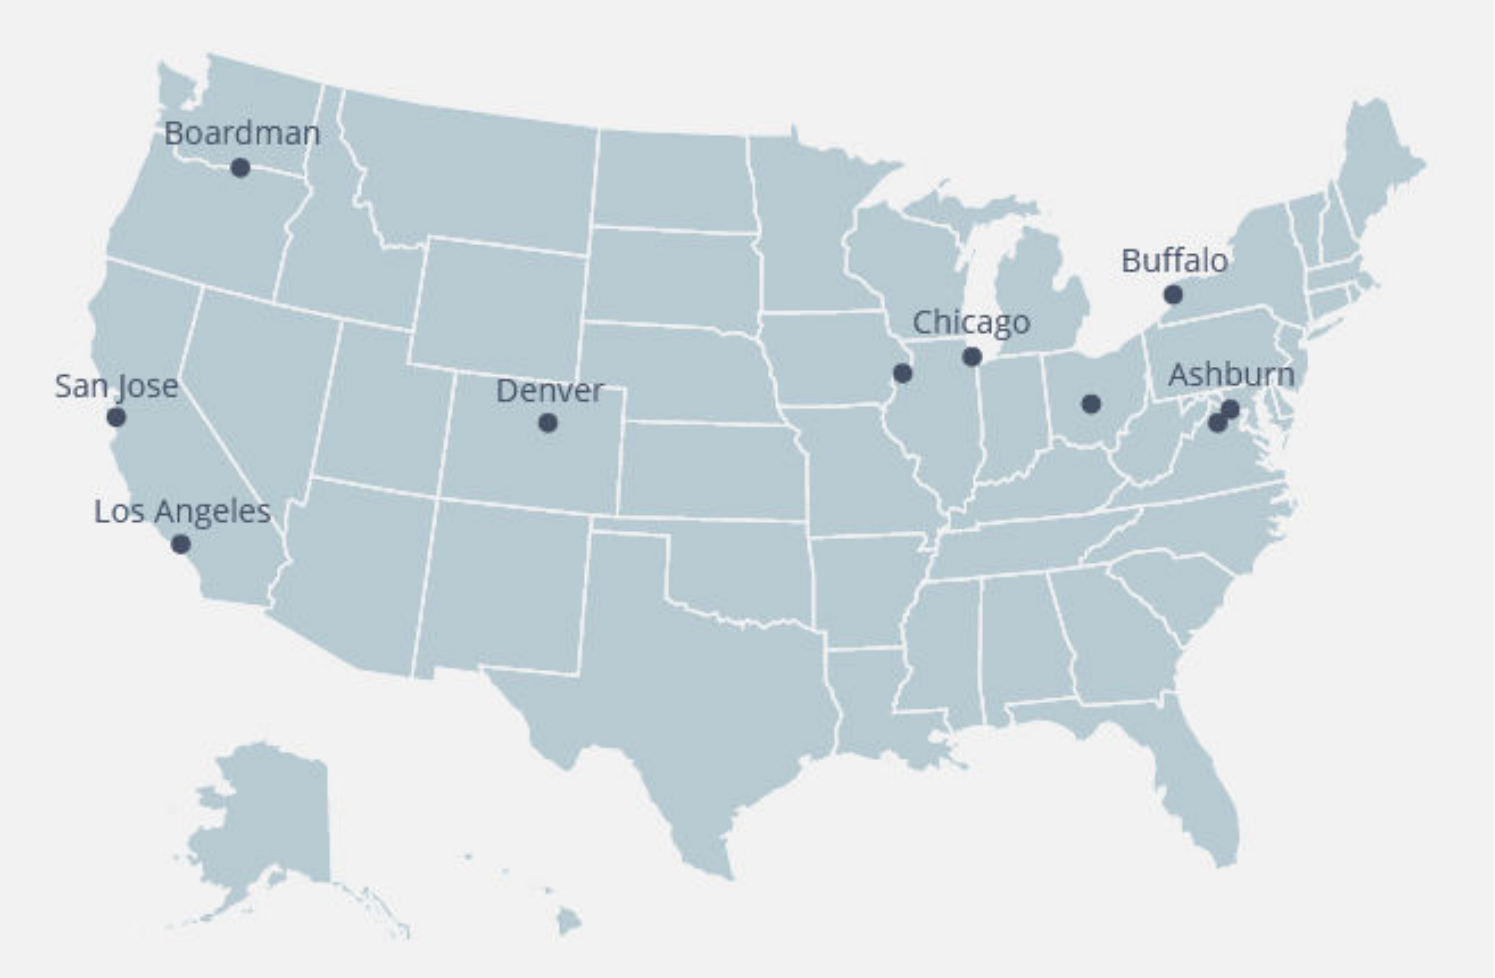 Boardman
Buffalo
Chicago
Ashburn
San Jose
Denver
Los Angeles